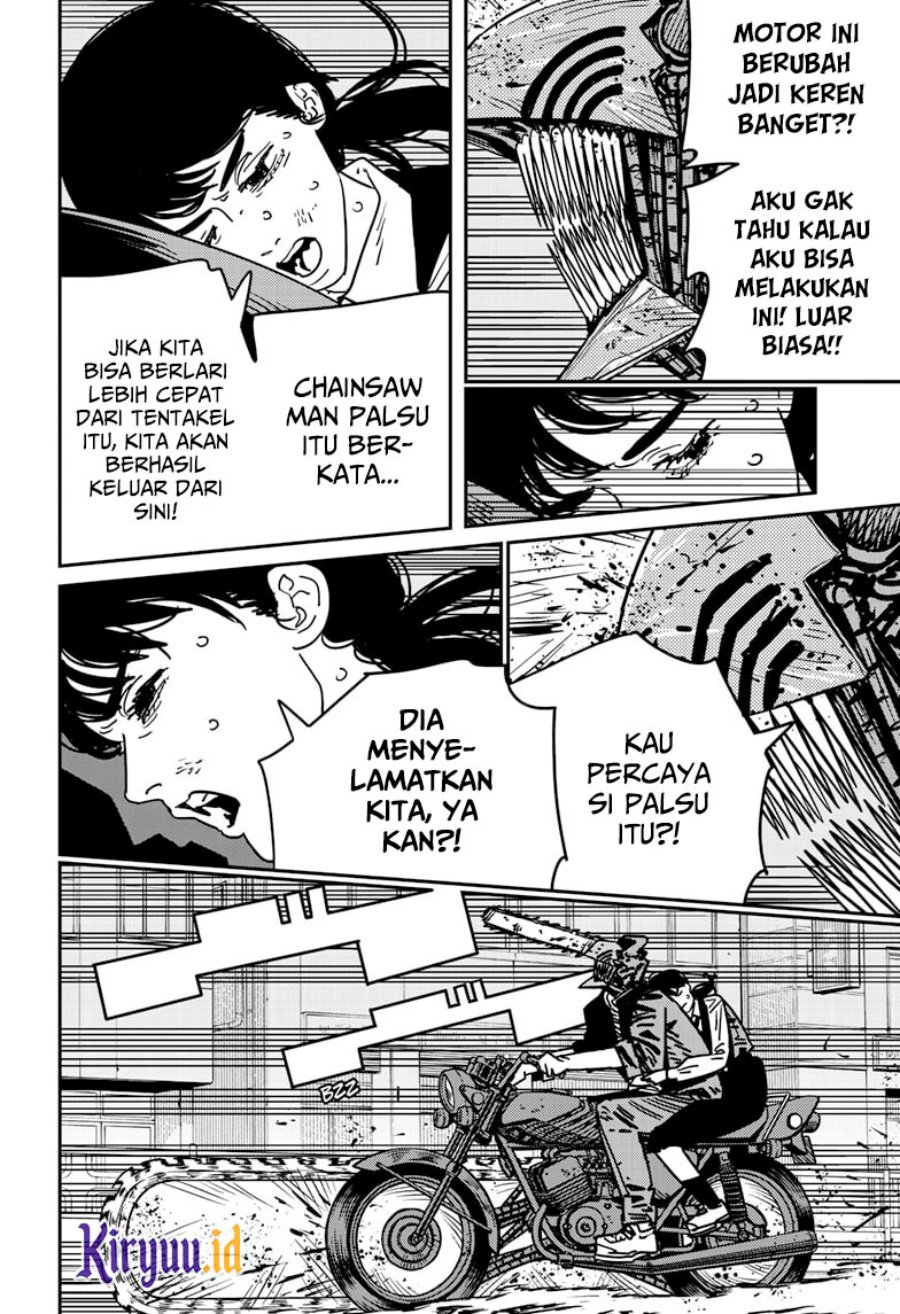 MOTOR INI
BERUBAH
JADI KEREN
BANGET?!
AKU GAK
TAHU KALAU
AKU BISA
MELAKUKAN
INI! LUAR
BIASA!!
CHAINSAW
MAN PALSU
ITU BER-
KATA...
JIKA KITA
BISA BERLARI
LEBIH CEPAT
DARI TENTAKEL
ITU, KITA AKAN
BERHASIL
KELUAR DARI
SINI!
KAU
PERCAYA
SI PALSU
ITU?!
DIA
MENYE-
LAMATKAN
KITA, YA
KAN?!
BZZ
Kiryuu.id